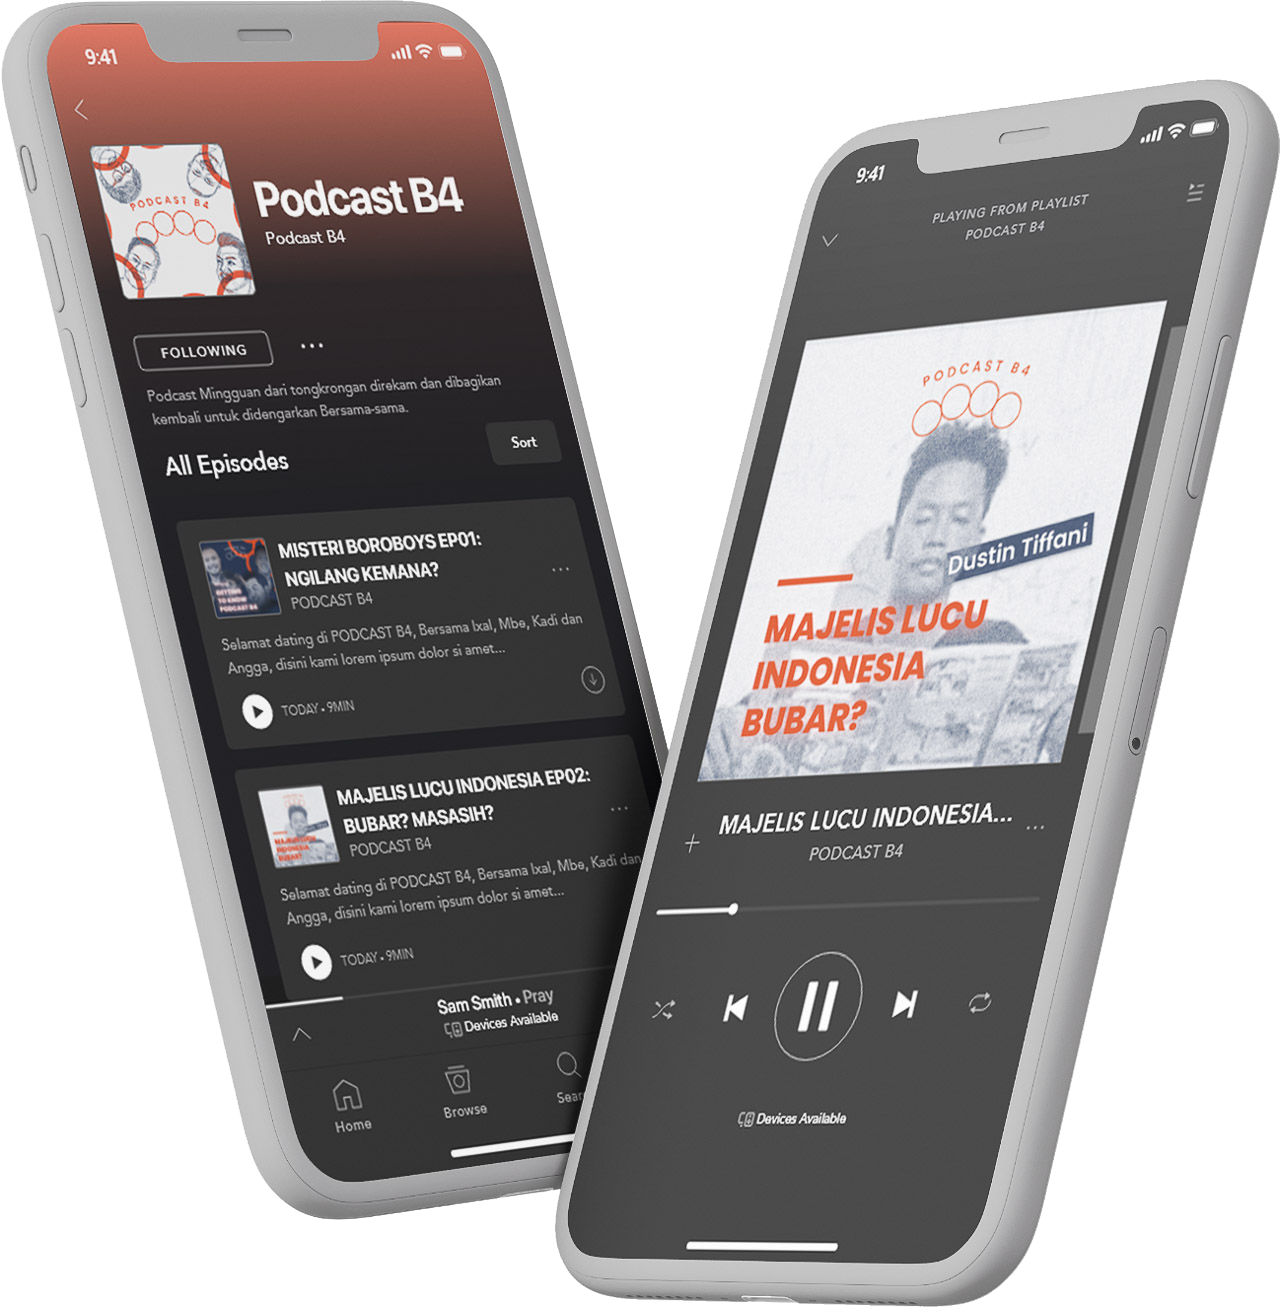 9:41
PODCAST B4
Podcast B4
Podcast B4
FOLLOWING
Podcast Mingguan dari tongkrongan direkam dan dibagikan
kembali untuk didengarkan Bersama-sama.
Sort
All Episodes
MISTERI BOROBOYS EP01:
NGILANG KEMANA?
PODCAST B4
GETTING
TO KNOW
PODCAST B4
Selamat dating di PODCAST B4, Bersama Ixal, Mbe, Kadi dan
Angga, disini kami lorem ipsum dolor si amet...
TODAY • 9MIN
MAJELIS LUCU INDONESIA EP02:
BUBAR? MASASIH?
PODCAST B4
MAJELIS LUCU
INDONESIA
BUBAR?
Selamat dating di PODCAST B4, Bersama Ixal, Mbe, Kadi dan
Angga, disini kami lorem ipsum dolor si amet...
TODAY • 9MIN
Sam Smith • Pray
Devices Available
Home
Browse
Sear
9:41
PLAYING FROM PLAYLIST
PODCAST B4
PODCAST B4
Dustin Tiffani
MAJELIS LUCU
INDONESIA
BUBAR?
MAJELIS LUCU INDONESIA...
PODCAST B4
Devices Available